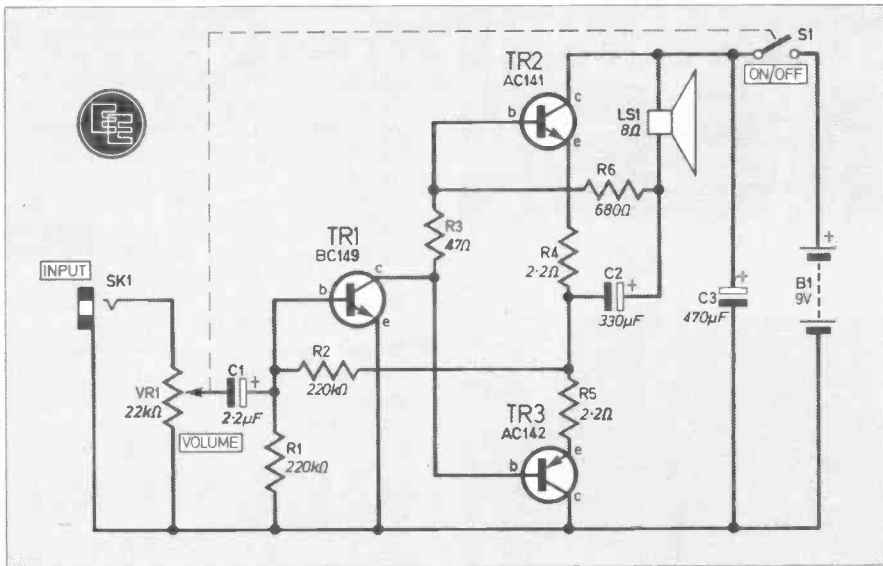 S1
ON/OFF
TR2
AC141
c
b
e
LS1
8Ω
R6
680Ω
R3
47Ω
R4
2·2Ω
TR1
BC149
c
b
e
INPUT
SK1
C2
+
330µF
C3
+
470µF
+
B1
9V
R2
220kΩ
C1
+
2·2µF
VR1
22kΩ
VOLUME
R1
220kΩ
R5
2·2Ω
TR3
AC142
e
b
c
EE